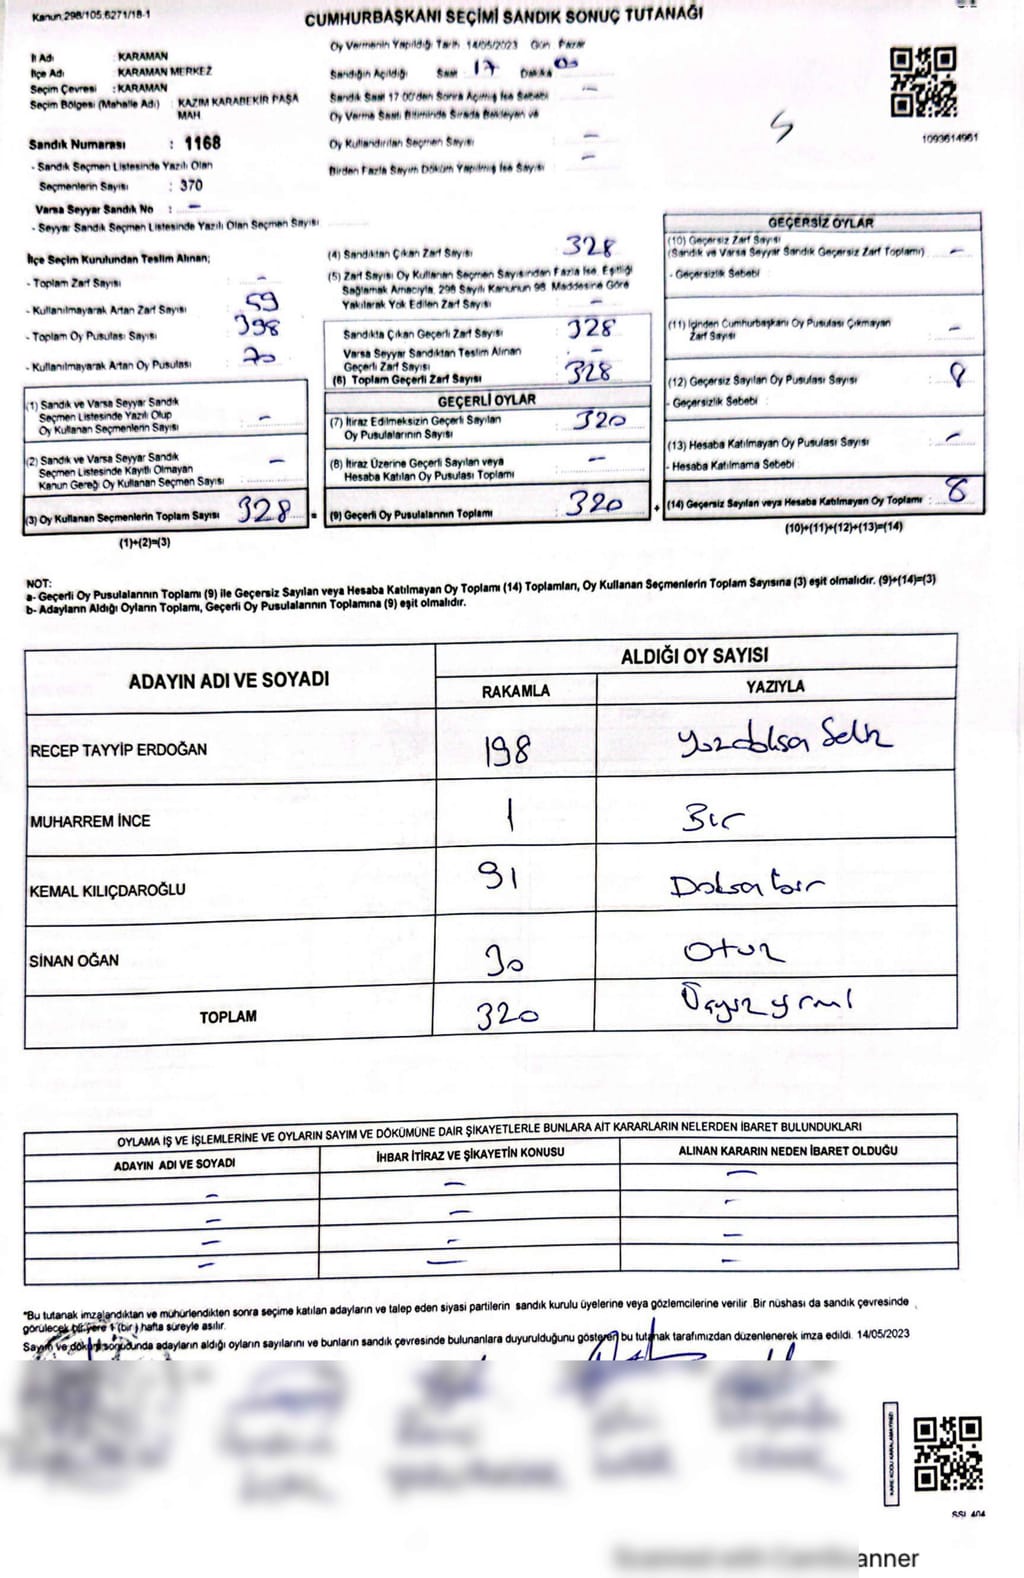 Kanun.298/105.6271/18-1
CUMHURBAŞKANI SEÇİMİ SANDIK SONUÇ TUTANAĞI
İl Adı : KARAMAN
İlçe Adı : KARAMAN MERKEZ
Seçim Çevresi : KARAMAN
Seçim Bölgesi (Mahalle Adı) : KAZIM KARABEKİR PAŞA
MAH
Sandık Numarası : 1168
- Sandık Seçmen Listesinde Yazılı Olan
Seçmenlerin Sayısı : 370
Varsa Seyyar Sandık No : -
- Seyyar Sandık Seçmen Listesinde Yazılı Olan Seçmen Sayısı
Oy Vermenin Yapıldığı Tarih 14/05/2023 Gün Pazar
Sandığın Açıldığı Saat 17 Dakika 00
Sandık Saat 17:00'den Sonra Açılmış İse Sebebi -
Oy Verme Saati Bitiminde Sırada Bekleyen ve
Oy Kullandırılan Seçmen Sayısı -
Birden Fazla Sayım Döküm Yapılmış İse Sayısı -
1093614961
İlçe Seçim Kurulundan Teslim Alınan;
- Toplam Zarf Sayısı : -
- Kullanılmayarak Artan Zarf Sayısı : 59
- Toplam Oy Pusulası Sayısı : 398
- Kullanılmayarak Artan Oy Pusulası : 70
(1) Sandık ve Varsa Seyyar Sandık
Seçmen Listesinde Yazılı Olup
Oy Kullanan Seçmenlerin Sayısı : -
(2) Sandık ve Varsa Seyyar Sandık
Seçmen Listesinde Kayıtlı Olmayan
Kanun Gereği Oy Kullanan Seçmen Sayısı : -
(3) Oy Kullanan Seçmenlerin Toplam Sayısı 328 =
(1)+(2)=(3)
(4) Sandıktan Çıkan Zarf Sayısı : 328
(5) Zarf Sayısı Oy Kullanan Seçmen Sayısından Fazla İse, Eşitliği
Sağlamak Amacıyla, 298 Sayılı Kanunun 98. Maddesine Göre
Yakılarak Yok Edilen Zarf Sayısı : -
Sandıkta Çıkan Geçerli Zarf Sayısı : 328
Varsa Seyyar Sandıktan Teslim Alınan
Geçerli Zarf Sayısı : -
(6) Toplam Geçerli Zarf Sayısı : 328
GEÇERLİ OYLAR
(7) İtiraz Edilmeksizin Geçerli Sayılan
Oy Pusulalarının Sayısı : 320
(8) İtiraz Üzerine Geçerli Sayılan veya
Hesaba Katılan Oy Pusulası Toplamı : -
(9) Geçerli Oy Pusulalarının Toplamı : 320 +
GEÇERSİZ OYLAR
(10) Geçersiz Zarf Sayısı
(Sandık ve Varsa Seyyar Sandık Geçersiz Zarf Toplamı) : -
- Geçersizlik Sebebi :
(11) İçinden Cumhurbaşkanı Oy Pusulası Çıkmayan
Zarf Sayısı : -
(12) Geçersiz Sayılan Oy Pusulası Sayısı : 8
- Geçersizlik Sebebi :
(13) Hesaba Katılmayan Oy Pusulası Sayısı : -
- Hesaba Katılmama Sebebi :
(14) Geçersiz Sayılan veya Hesaba Katılmayan Oy Toplamı : 8
(10)+(11)+(12)+(13)=(14)
NOT:
a- Geçerli Oy Pusulalarının Toplamı (9) ile Geçersiz Sayılan veya Hesaba Katılmayan Oy Toplamı (14) Toplamları, Oy Kullanan Seçmenlerin Toplam Sayısına (3) eşit olmalıdır. (9)+(14)=(3)
b- Adayların Aldığı Oyların Toplamı, Geçerli Oy Pusulalarının Toplamına (9) eşit olmalıdır.
ADAYIN ADI VE SOYADI ALDIĞI OY SAYISI
RAKAMLA YAZIYLA
RECEP TAYYİP ERDOĞAN 198 Yüzdoksan Sekiz
MUHARREM İNCE 1 Bir
KEMAL KILIÇDAROĞLU 91 Doksan bir
SİNAN OĞAN 30 Otuz
TOPLAM 320 Üçyüz yirmi
OYLAMA İŞ VE İŞLEMLERİNE VE OYLARIN SAYIM VE DÖKÜMÜNE DAİR ŞİKAYETLERLE BUNLARA AİT KARARLARIN NELERDEN İBARET BULUNDUKLARI
ADAYIN ADI VE SOYADI İHBAR İTİRAZ VE ŞİKAYETİN KONUSU ALINAN KARARIN NEDEN İBARET OLDUĞU
- - -
- - -
- - -
- - -
*Bu tutanak imzalandıktan ve mühürlendikten sonra seçime katılan adayların ve talep eden siyasi partilerin sandık kurulu üyelerine veya gözlemcilerine verilir. Bir nüshası da sandık çevresinde
görülecek bir yere 1 (bir) hafta süreyle asılır.
Sayım ve döküm sonucunda adayların aldığı oyların sayılarını ve bunların sandık çevresinde bulunanlara duyurulduğunu gösteren bu tutanak tarafımızdan düzenlenerek imza edildi. 14/05/2023
KARE KODU KARALAMAYINIZ!
SSL 404
anner